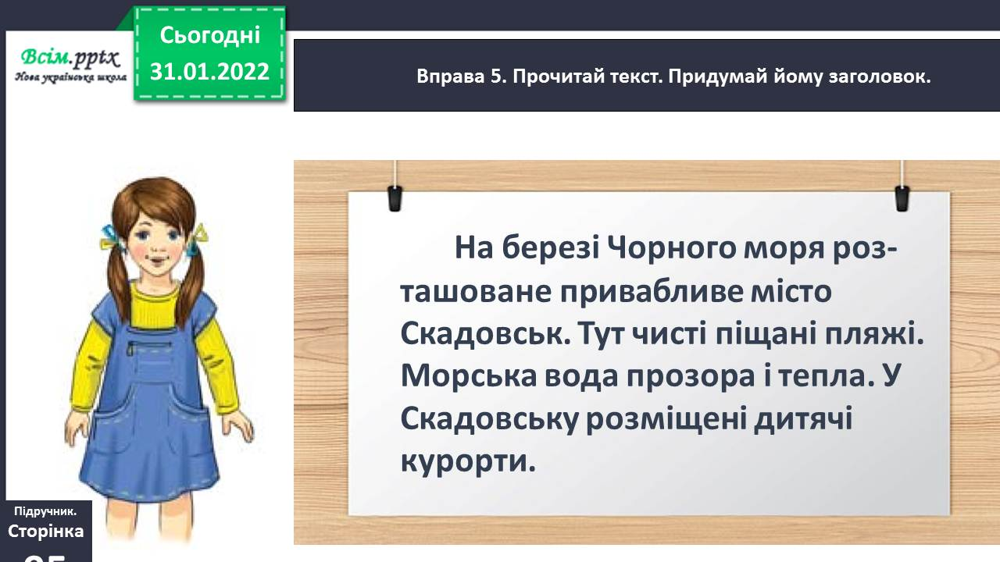 Сьогодні
31.01.2022
Всім.pptx
Нова українська школа
Вправа 5. Прочитай текст. Придумай йому заголовок.
На березі Чорного моря роз-
ташоване привабливе місто
Скадовськ. Тут чисті піщані пляжі.
Морська вода прозора і тепла. У
Скадовську розміщені дитячі
курорти.
Підручник.
Сторінка